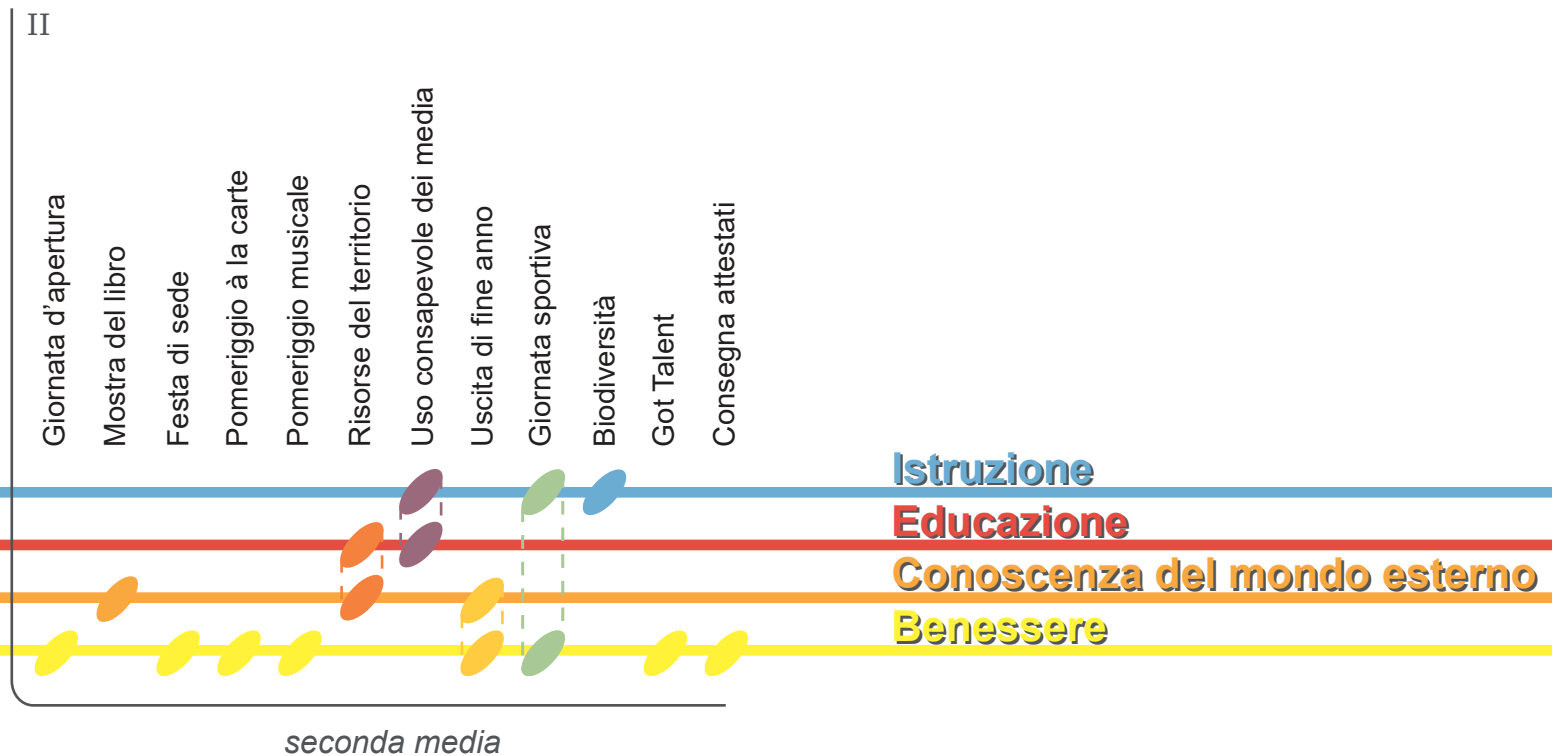 II
Giornata d’apertura
Mostra del libro
Festa di sede
Pomeriggio à la carte
Pomeriggio musicale
Risorse del territorio
Uso consapevole dei media
Uscita di fine anno
Giornata sportiva
Biodiversità
Got Talent
Consegna attestati
Istruzione
Educazione
Conoscenza del mondo esterno
Benessere
seconda media